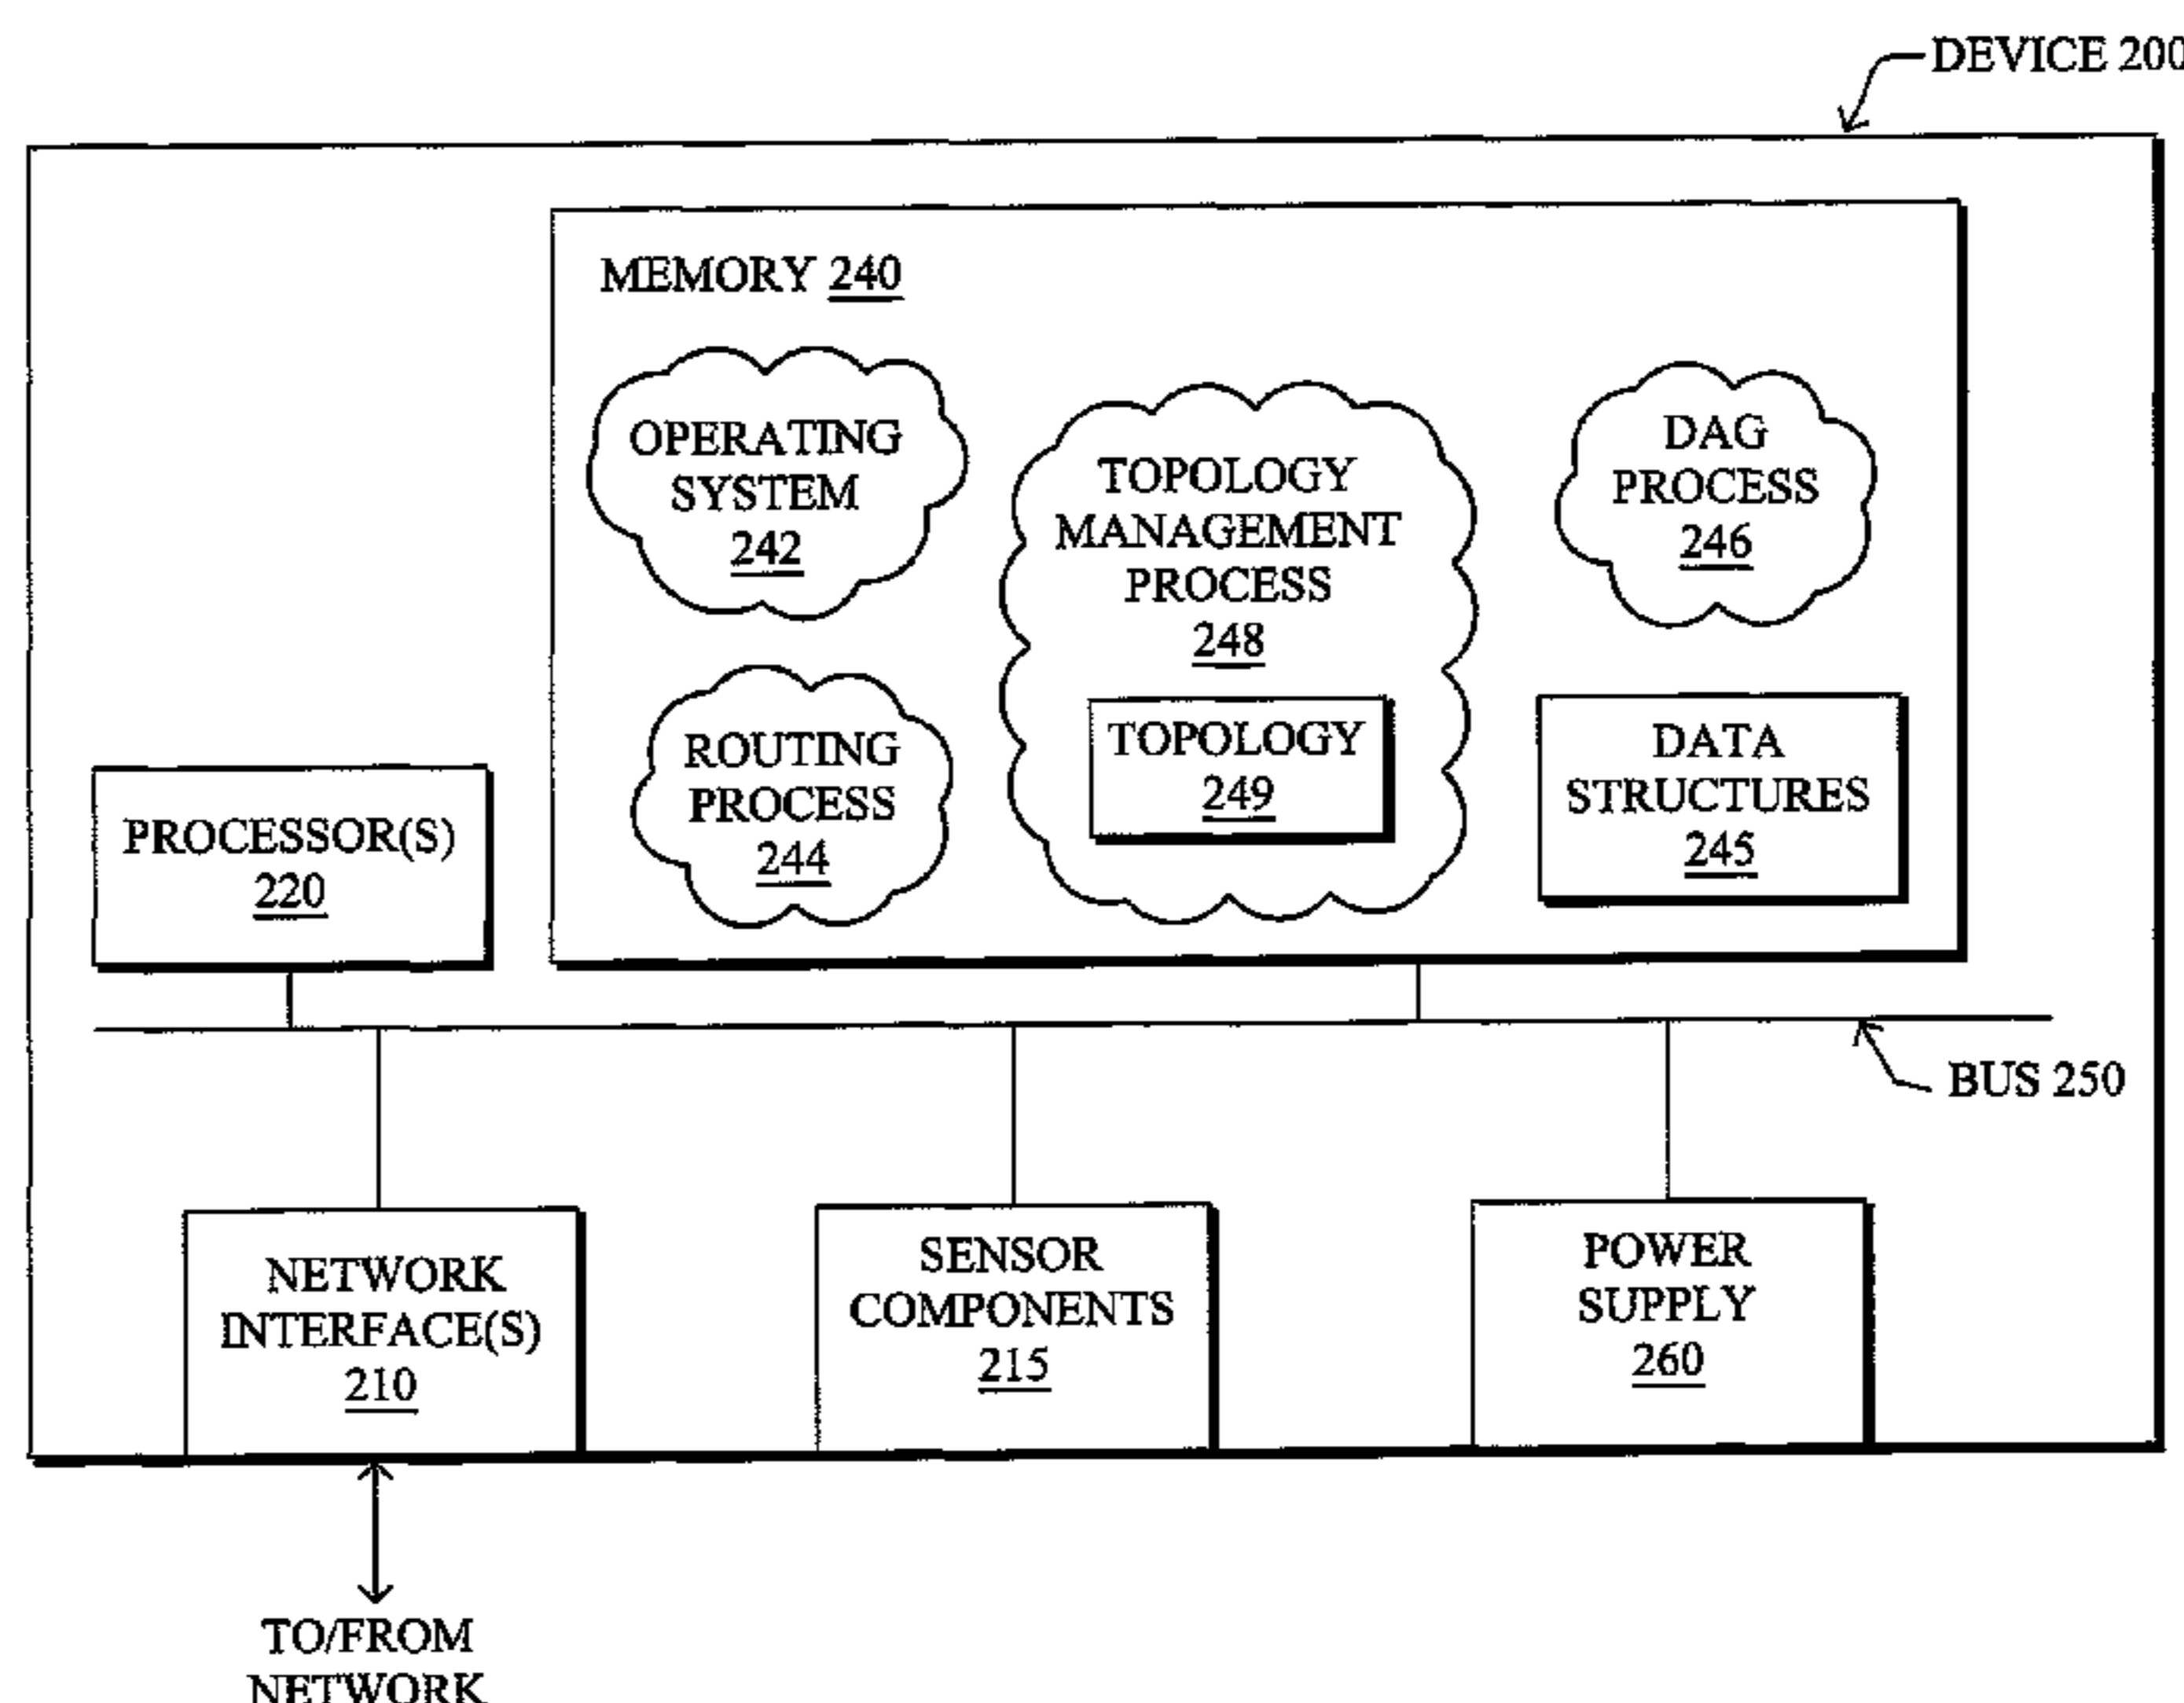 DEVICE 200
MEMORY 240
OPERATING
SYSTEM
242
TOPOLOGY
MANAGEMENT
PROCESS
248
DAG
PROCESS
246
ROUTING
PROCESS
244
TOPOLOGY
249
DATA
STRUCTURES
245
PROCESSOR(S)
220
BUS 250
NETWORK
INTERFACE(S)
210
SENSOR
COMPONENTS
215
POWER
SUPPLY
260
TO/FROM
NETWORK